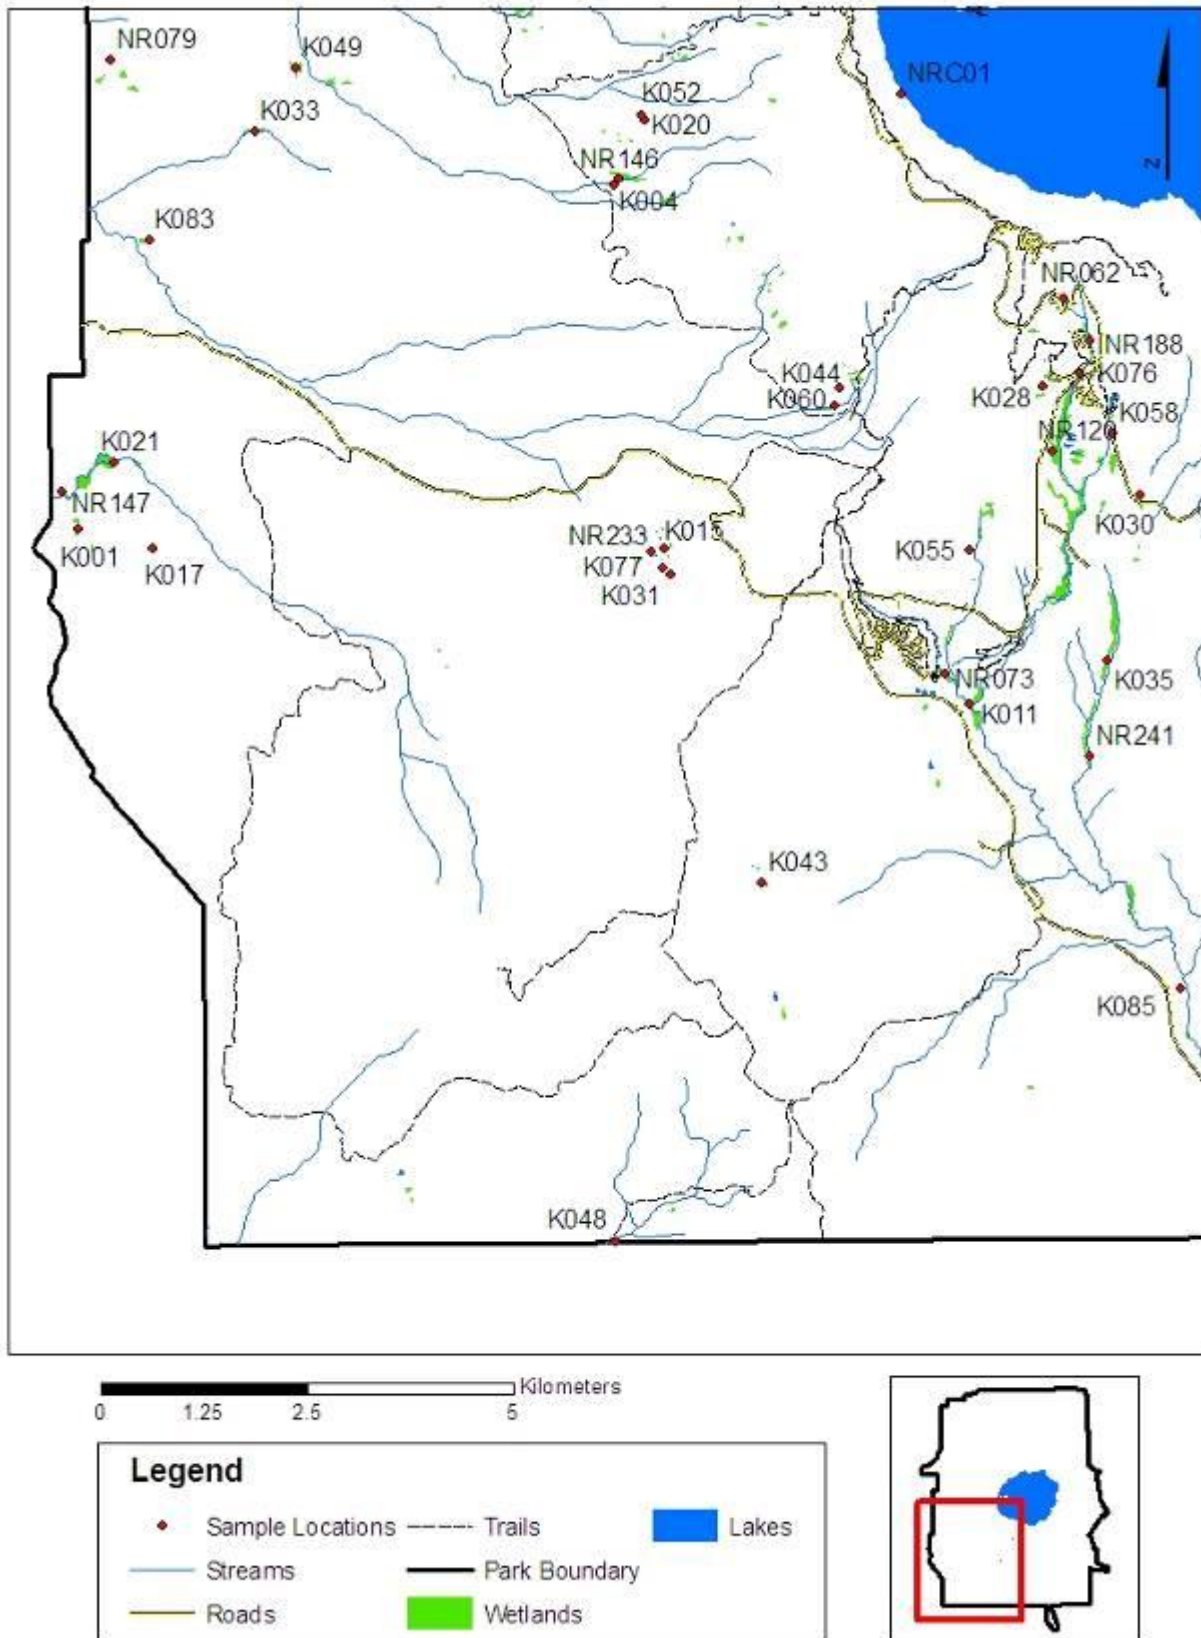 NR079
K049
NRC01
K052
K033
K020
NR146
K004
z
K083
NR062
NR188
K044
K076
K028
K060
K058
NR120
K021
NR147
K030
K015
NR233
K001
K017
K077
K055
K031
NR073
K035
K011
NR241
K043
K085
K048
Kilometers
0 1.25 2.5 5
Legend
Sample Locations Trails Lakes
Streams Park Boundary
Roads Wetlands